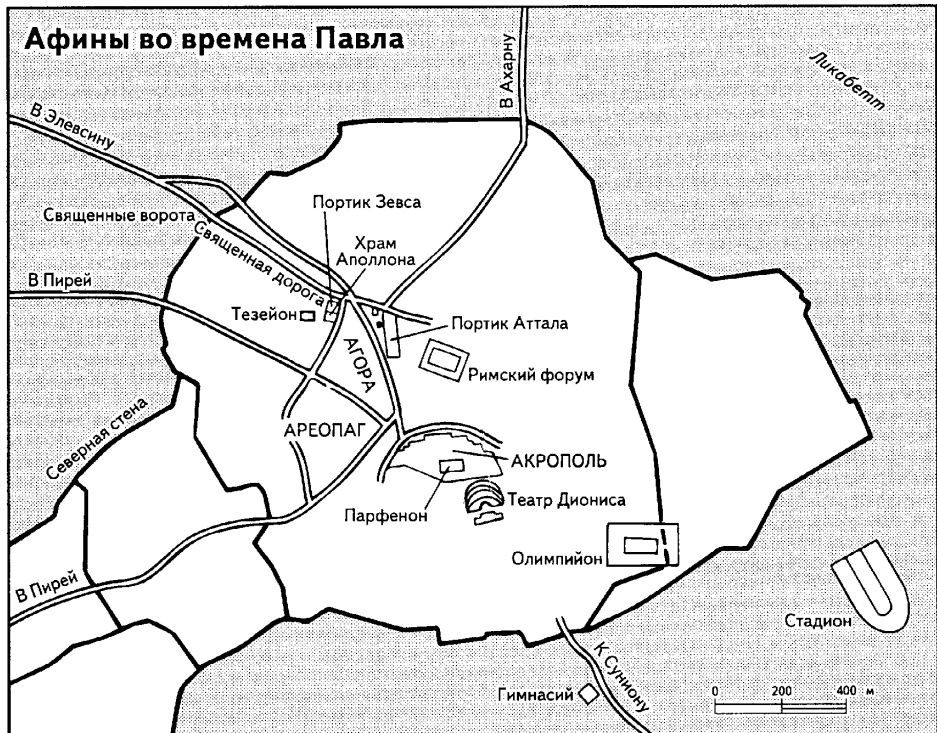 Афины во времена Павла
Ликабетт
В Ахарну
В Элевсину
Портик Зевса
Священные ворота
Священная дорога
Храм
Аполлона
В Пирей
Тезейон
Портик Аттала
АГОРА
Римский форум
Северная стена
АРЕОПАГ
АКРОПОЛЬ
Театр Диониса
Парфенон
Олимпийон
В Пирей
Стадион
К Суниону
Гимнасий
0 200 400 м